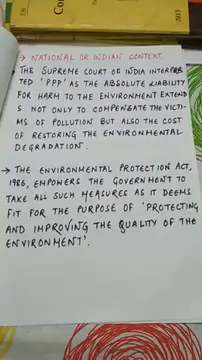 → NATIONAL OR INDIAN CONTEXT
THE SUPREME COURT OF INDIA INTERPRE
TED 'PPP' AS THE ABSOLUTE LIABILITY
FOR HARM TO THE ENVIRONMENT EXTEND
S NOT ONLY TO COMPENSATE THE VICTI-
MS OF POLLUTION BUT ALSO THE COST
OF RESTORING THE ENVIRONMENTAL
DEGRADATION.
→ THE ENVIRONMENTAL PROTECTION ACT,
1986, EMPOWERS THE GOVERNMENT TO
TAKE ALL SUCH MEASURES AS IT DEEMS
FIT FOR THE PURPOSE OF 'PROTECTING
AND IMPROVING THE QUALITY OF THE
ENVIRONMENT'.